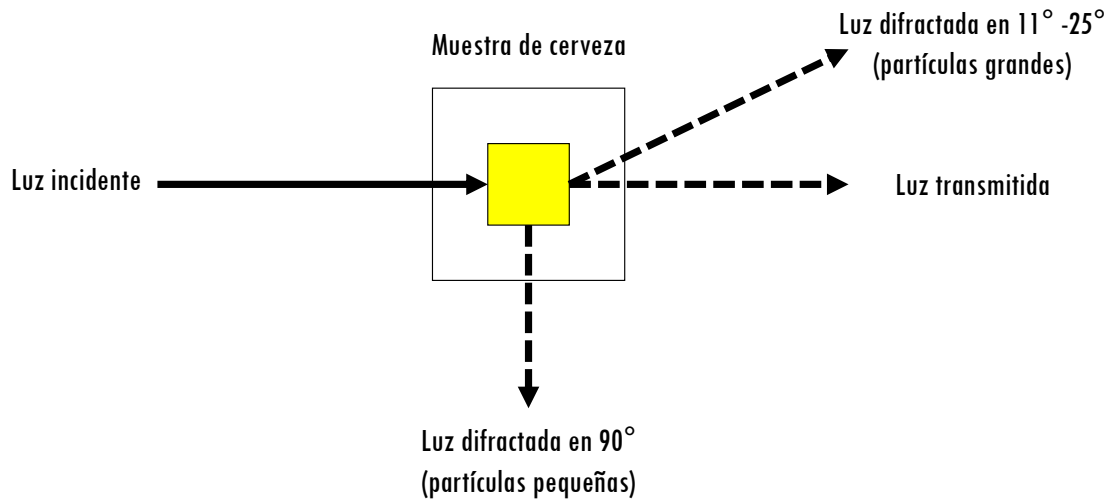 Luz difractada en 11° -25°
(partículas grandes)
Muestra de cerveza
Luz incidente
Luz transmitida
Luz difractada en 90°
(partículas pequeñas)